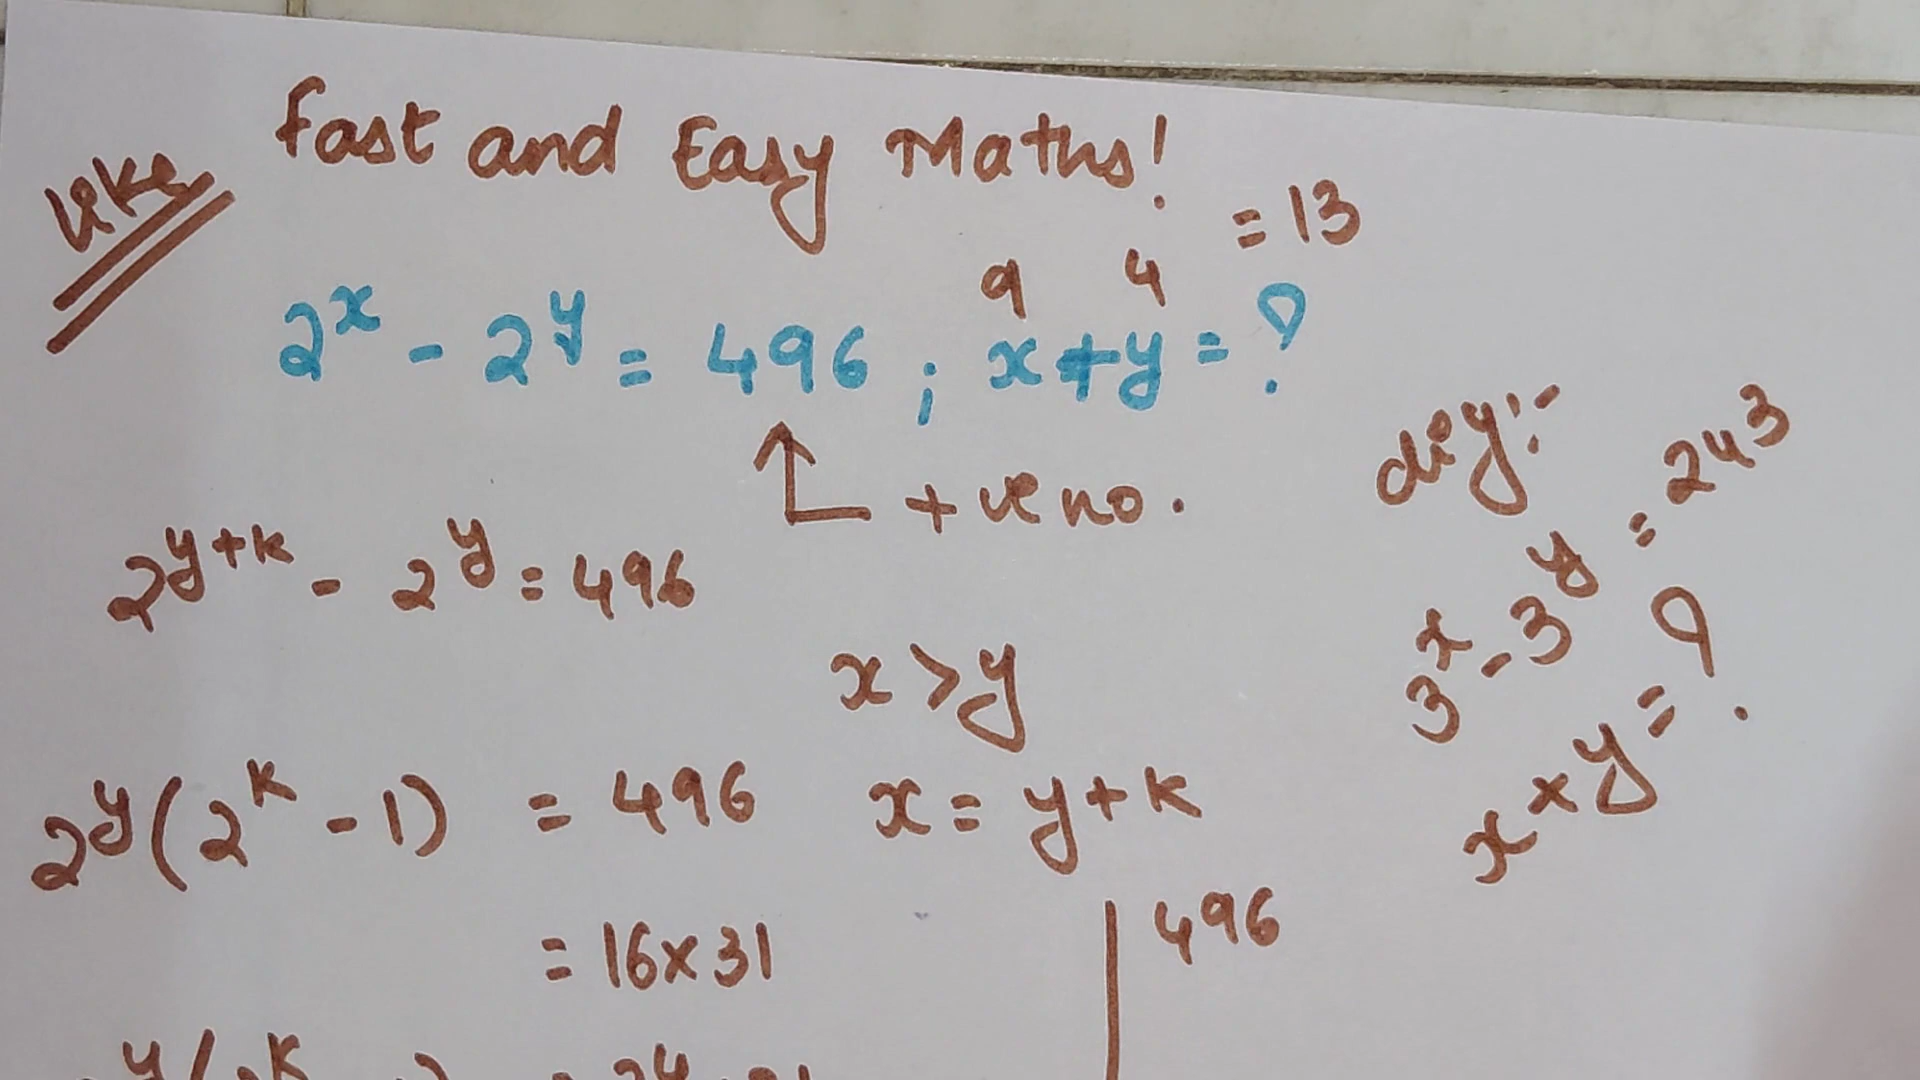 Like
Fast and Easy Maths!
= 13
9 4
2^x - 2^y = 496 ; x+y = ?
+ve no.
diy:-
3^x - 3^y = 243
x × y = ?
2^y+k - 2^y = 496
x > y
2^y (2^k - 1) = 496
x = y + k
= 16 × 31
496